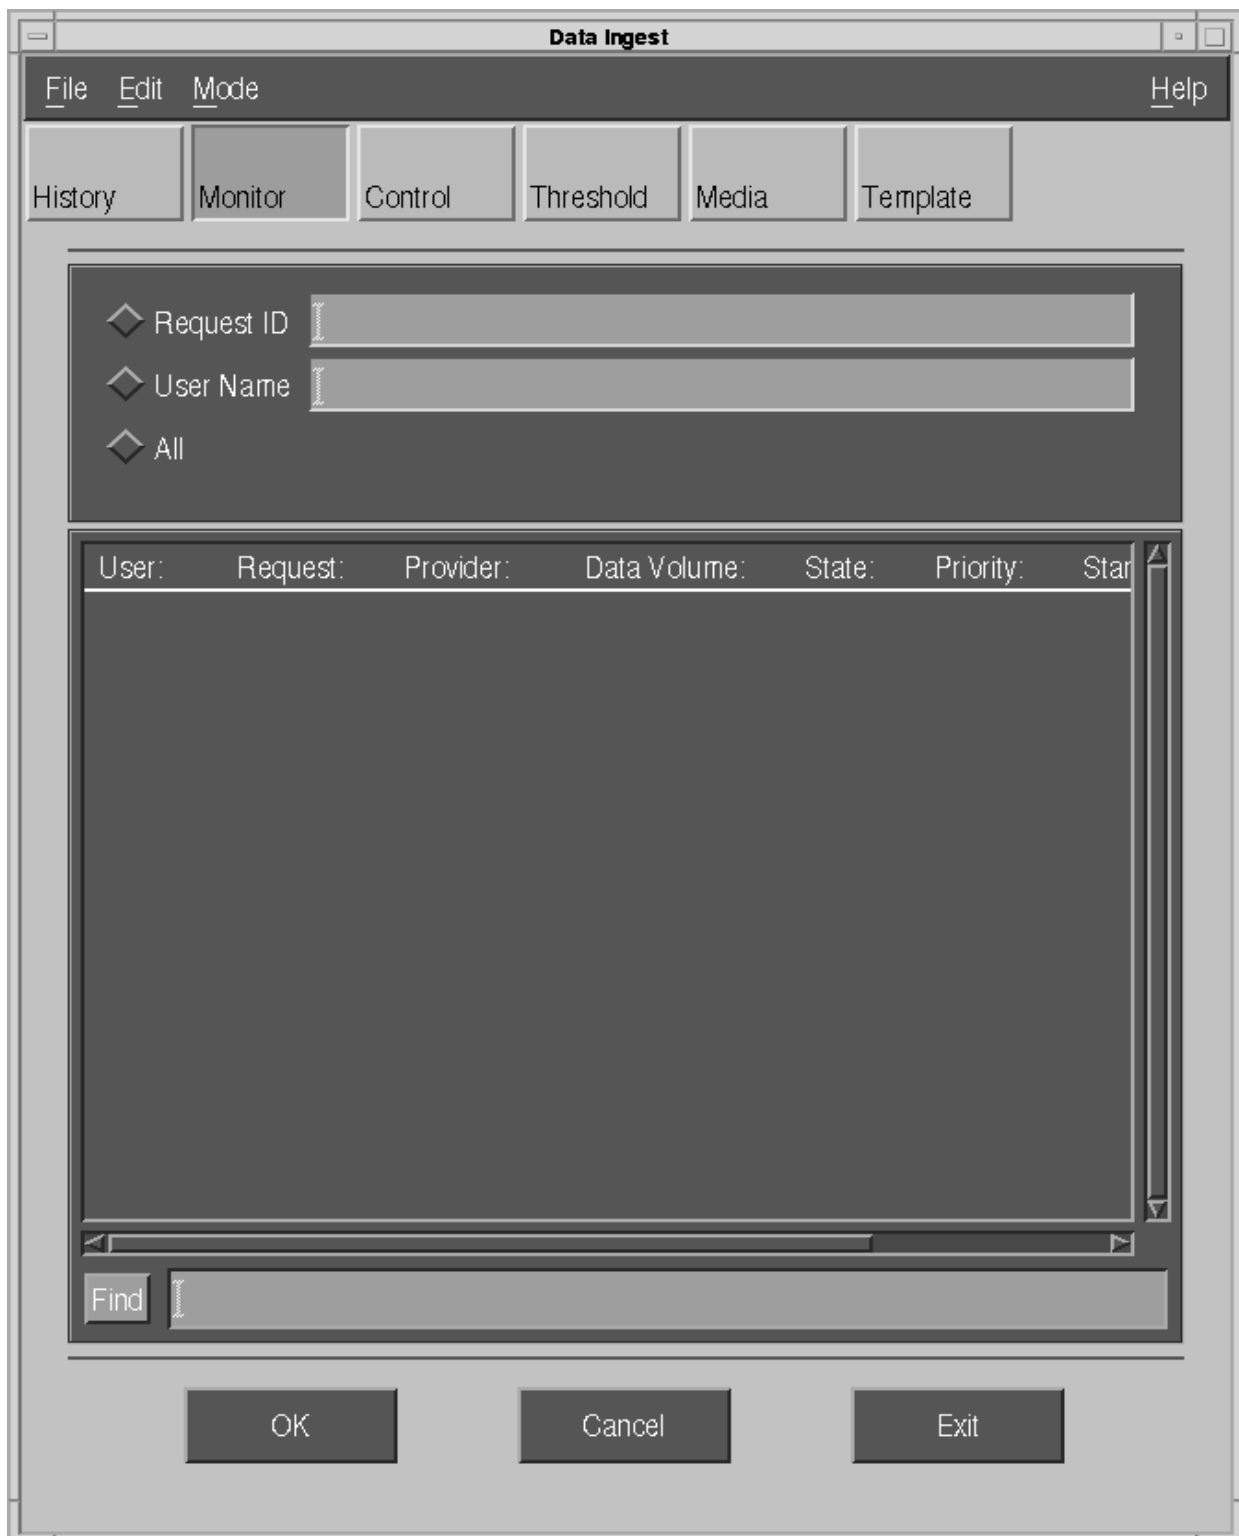 Data Ingest
File Edit Mode Help
History Monitor Control Threshold Media Template
Request ID
User Name
All
User: Request: Provider: Data Volume: State: Priority: Star
Find
OK Cancel Exit